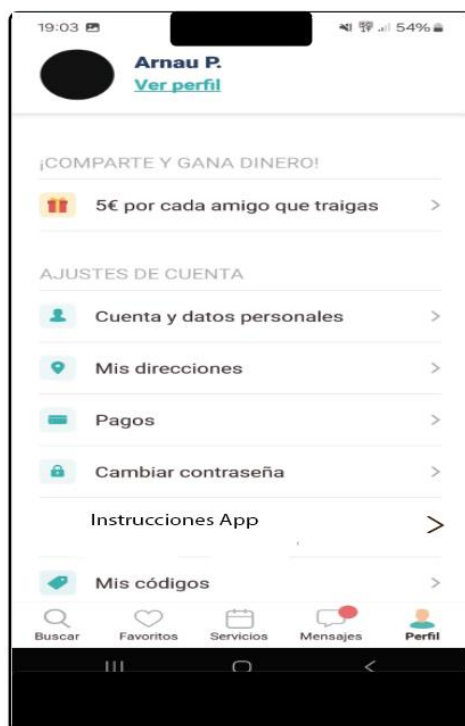 19:03 54%
Arnau P.
Ver perfil
¡COMPARTE Y GANA DINERO!
5€ por cada amigo que traigas
AJUSTES DE CUENTA
Cuenta y datos personales
Mis direcciones
Pagos
Cambiar contraseña
Instrucciones App
Mis códigos
Buscar Favoritos Servicios Mensajes Perfil